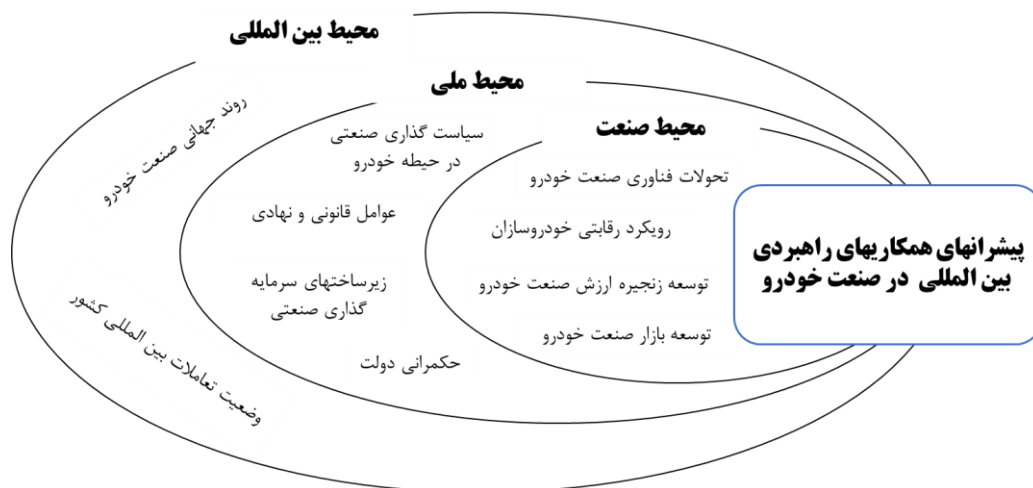 محیط بین المللی
روند جهانی صنعت خودرو
وضعیت تعاملات بین المللی کشور
محیط ملی
سیاست گذاری صنعتی
در حیطه خودرو
عوامل قانونی و نهادی
زیرساختهای سرمایه
گذاری صنعتی
حکمرانی دولت
محیط صنعت
تحولات فناوری صنعت خودرو
رویکرد رقابتی خودروسازان
توسعه زنجیره ارزش صنعت خودرو
توسعه بازار صنعت خودرو
پیشرانهای همکاریهای راهبردی
بین المللی در صنعت خودرو